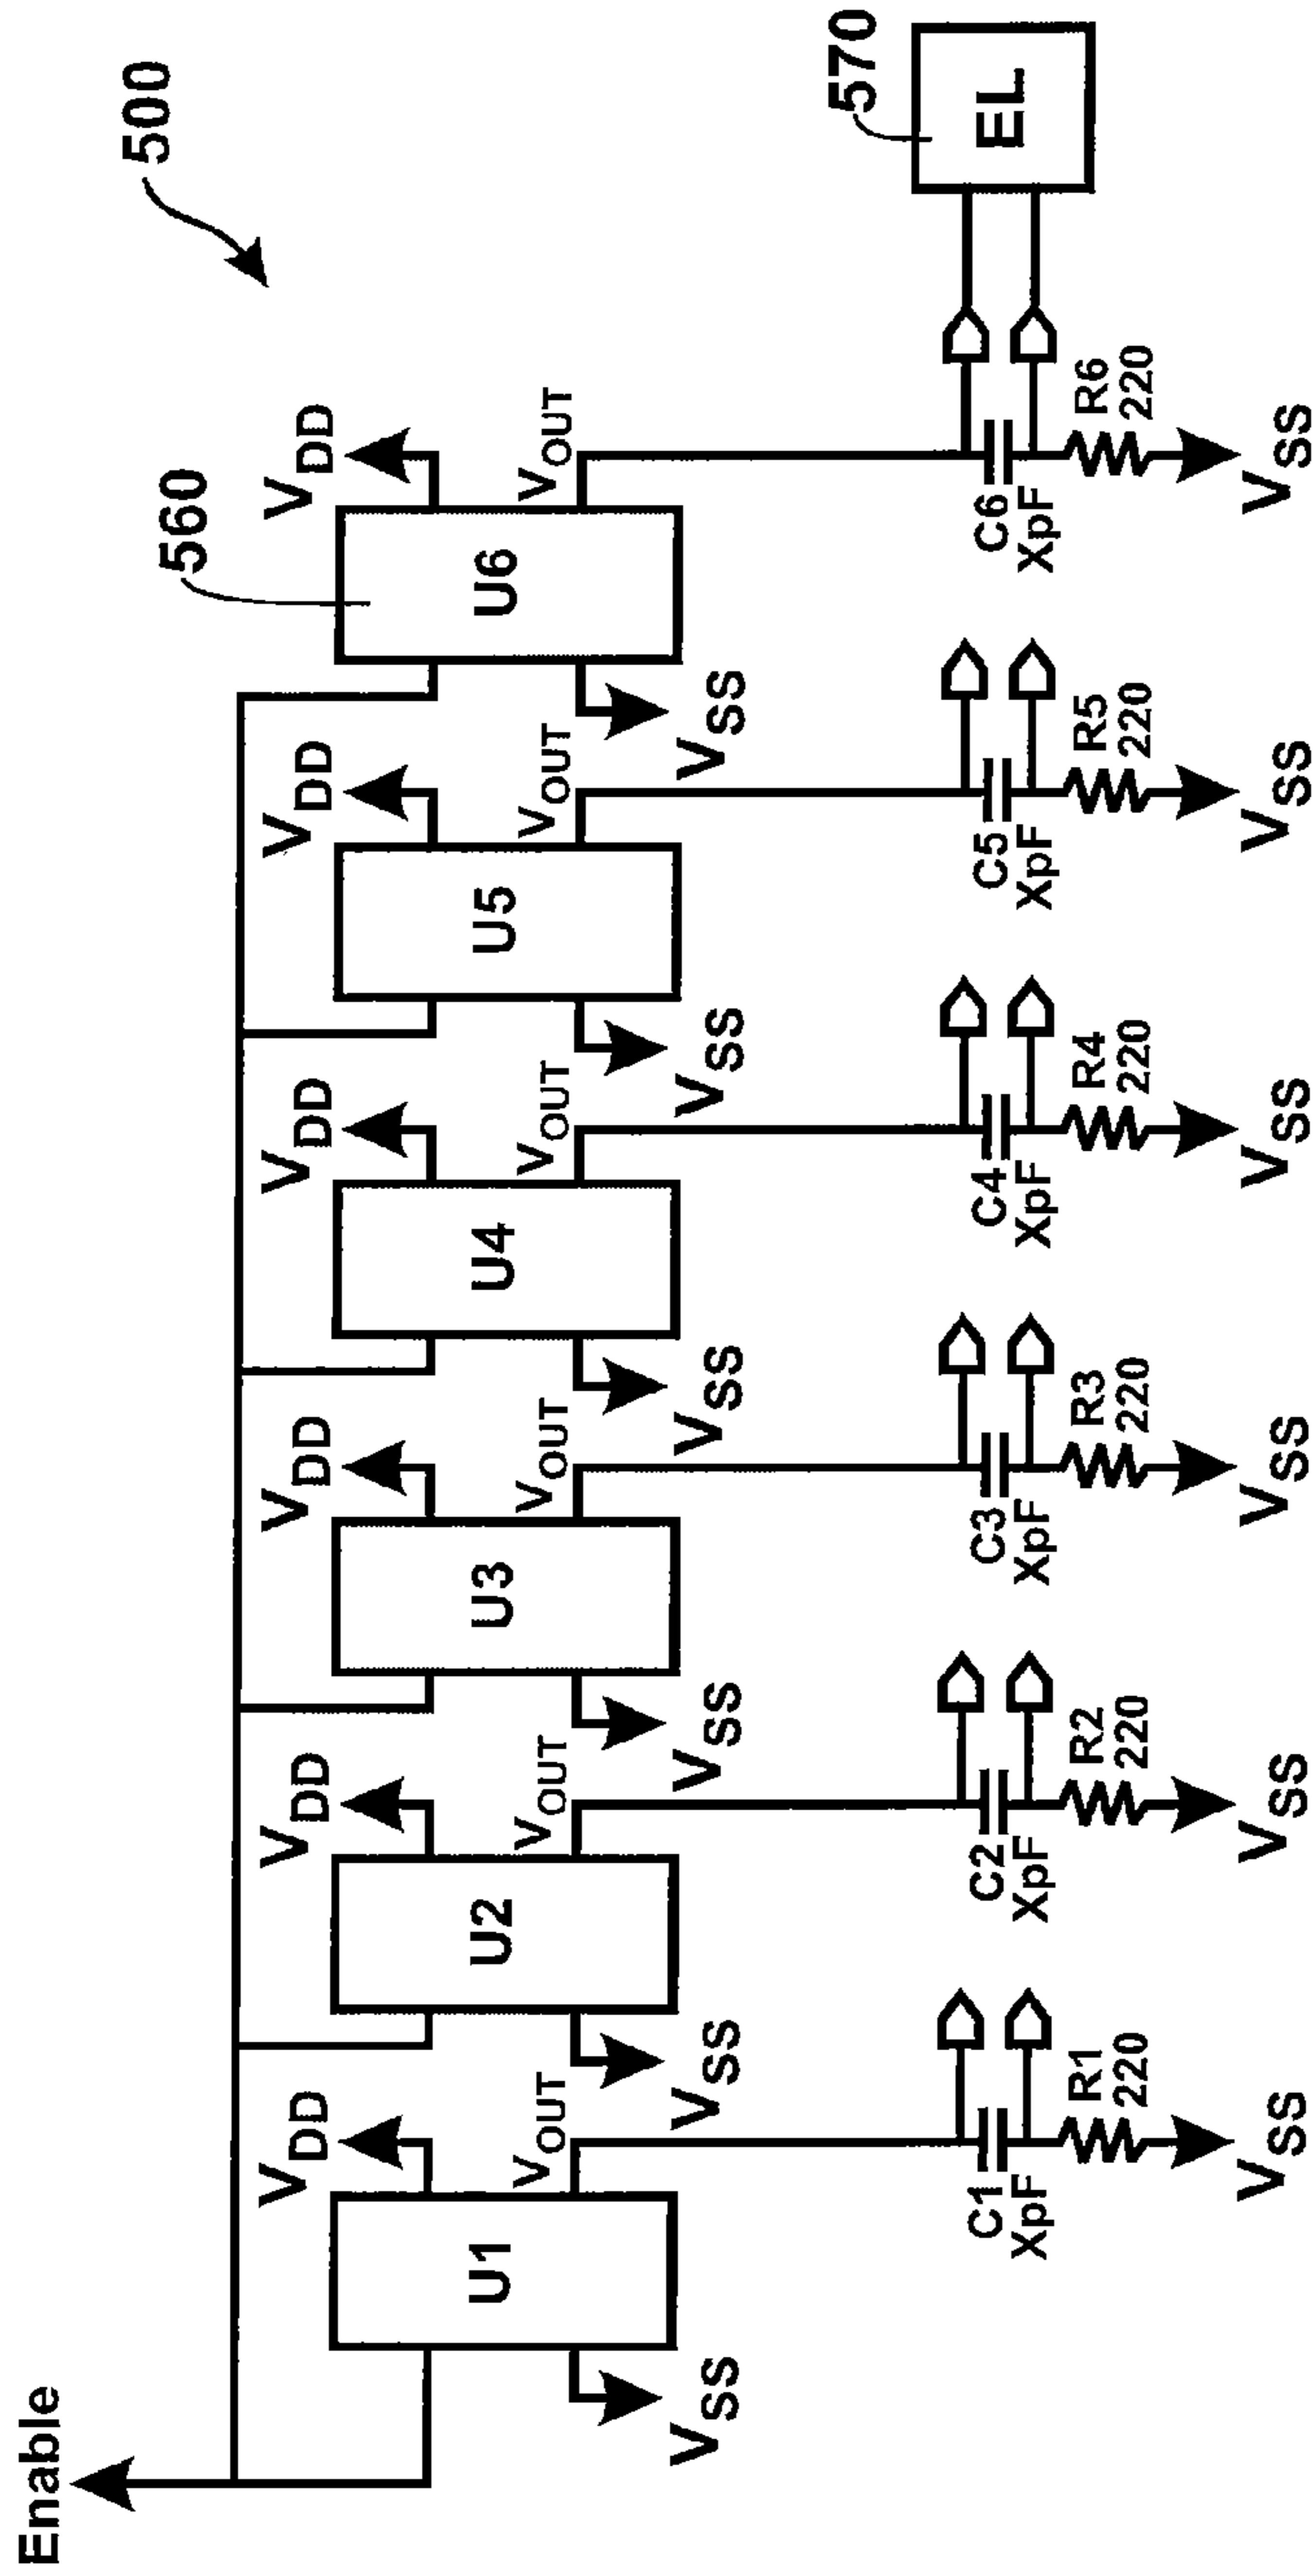 500
Enable
560
VDD
VDD
VDD
VDD
VDD
VDD
VOUT
VOUT
VOUT
VOUT
VOUT
VOUT
U1
U2
U3
U4
U5
U6
VSS
VSS
VSS
VSS
VSS
VSS
570
EL
C1
XpF
C2
XpF
C3
XpF
C4
XpF
C5
XpF
C6
XpF
R1
220
R2
220
R3
220
R4
220
R5
220
R6
220
VSS
VSS
VSS
VSS
VSS
VSS